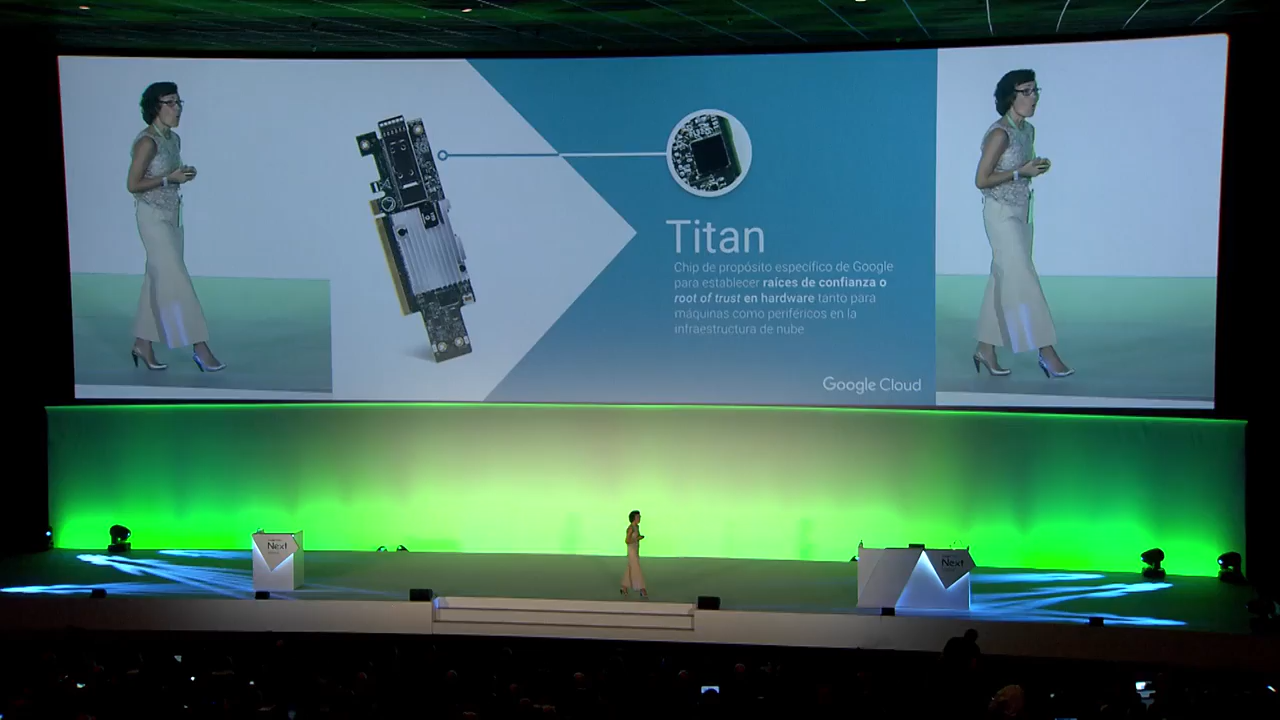 Titan
Chip de propósito específico de Google
para establecer raíces de confianza o
root of trust en hardware tanto para
máquinas como periféricos en la
infraestructura de nube
Google Cloud
Next
Next